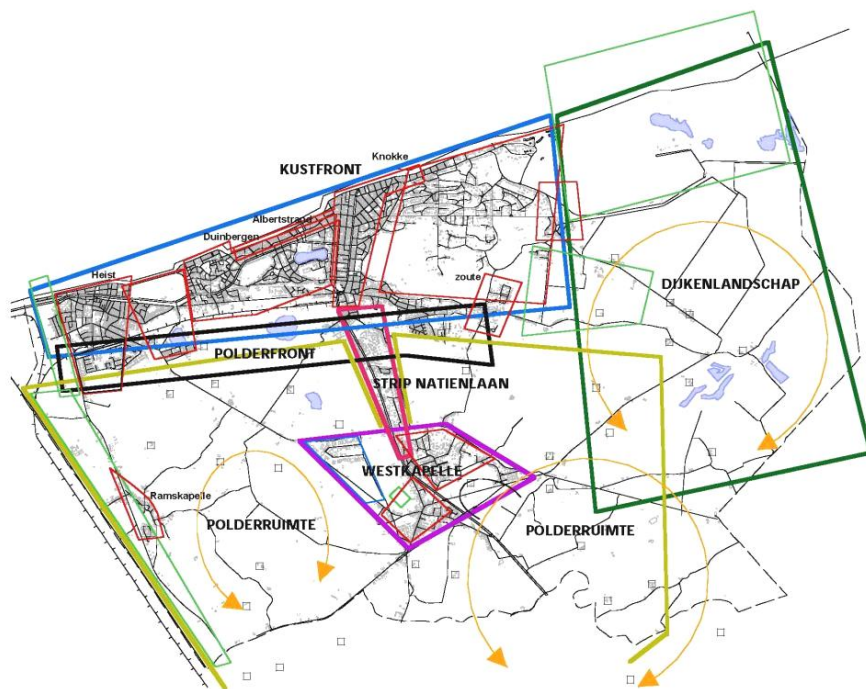 KUSTFRONT
Knokke
Albertstrand
Duinbergen
Heist
zoute
DIJKENLANDSCHAP
POLDERFRONT
STRIP NATIENLAAN
WESTKAPELLE
Ramskapelle
POLDERRUIMTE
POLDERRUIMTE